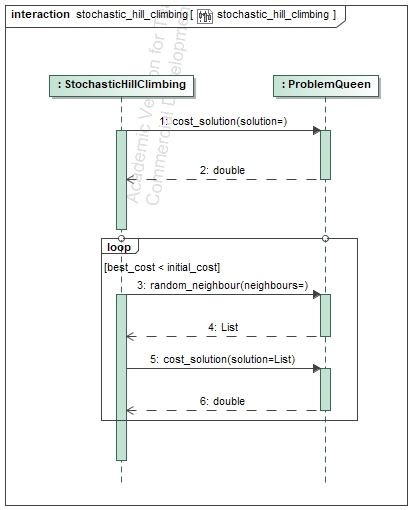 interaction stochastic_hill_climbing [ stochastic_hill_climbing ]
: StochasticHillClimbing
: ProblemQueen
Academic Version for
Commercial Development
1: cost_solution(solution=)
2: double
loop
[best_cost < initial_cost]
3: random_neighbour(neighbours=)
4: List
5: cost_solution(solution=List)
6: double